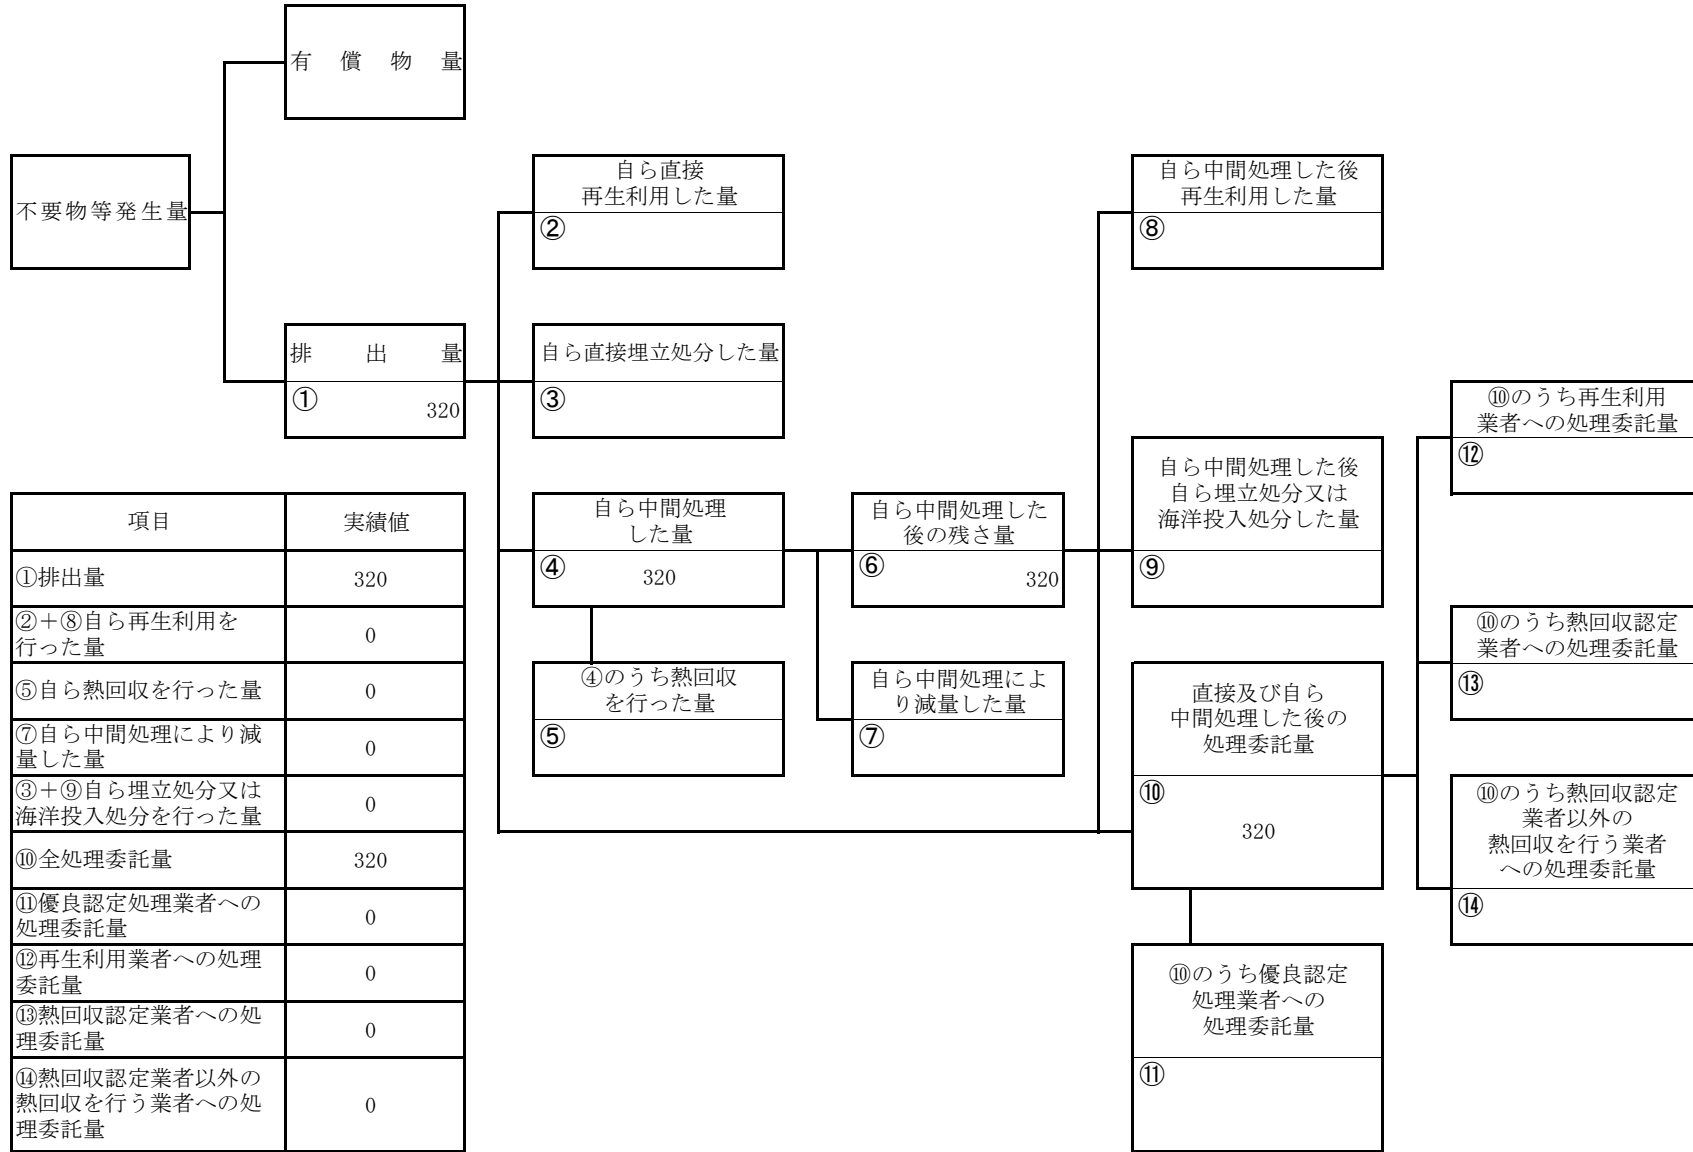 有償物量
不要物等発生量
自ら直接
再生利用した量
②
自ら中間処理した後
再生利用した量
⑧
排出量
①
320
自ら直接埋立処分した量
③
⑩のうち再生利用
業者への処理委託量
⑫
自ら中間処理した後
自ら埋立処分又は
海洋投入処分した量
⑨
自ら中間処理
した量
④
320
自ら中間処理した
後の残さ量
⑥
320
④のうち熱回収
を行った量
⑤
自ら中間処理によ
り減量した量
⑦
直接及び自ら
中間処理した後の
処理委託量
⑩
320
⑩のうち熱回収認定
業者への処理委託量
⑬
⑩のうち熱回収認定
業者以外の
熱回収を行う業者
への処理委託量
⑭
⑩のうち優良認定
処理業者への
処理委託量
⑪
項目 実績値
①排出量 320
②＋⑧自ら再生利用を
行った量 0
⑤自ら熱回収を行った量 0
⑦自ら中間処理により減
量した量 0
③＋⑨自ら埋立処分又は
海洋投入処分を行った量 0
⑩全処理委託量 320
⑪優良認定処理業者への
処理委託量 0
⑫再生利用業者への処理
委託量 0
⑬熱回収認定業者への処
理委託量 0
⑭熱回収認定業者以外の
熱回収を行う業者への処 0
理委託量